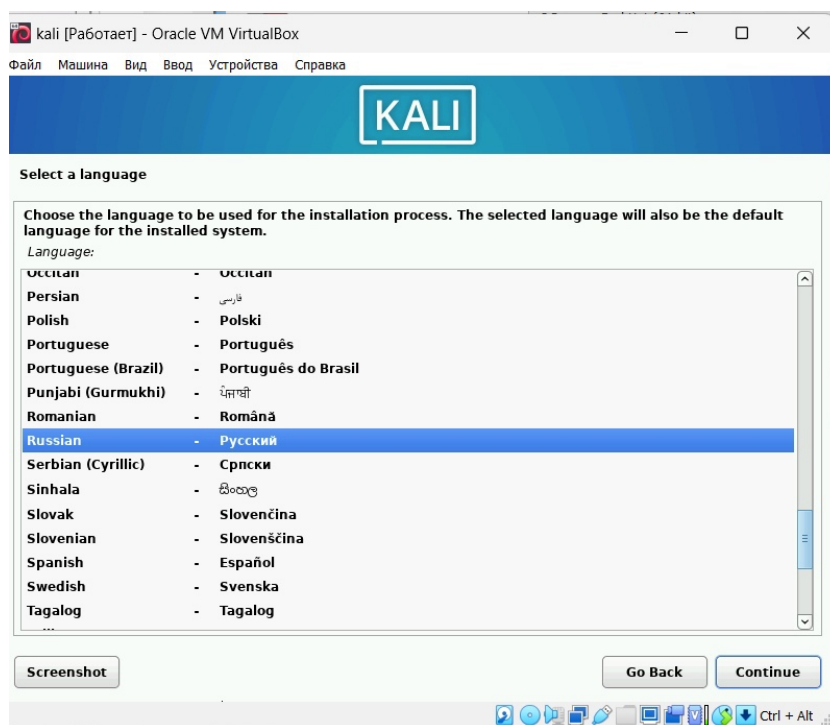 kali [Работает] - Oracle VM VirtualBox
Файл Машина Вид Ввод Устройства Справка
KALI
Select a language
Choose the language to be used for the installation process. The selected language will also be the default
language for the installed system.
Language:
Occitan - Occitan
Persian - فارسی
Polish - Polski
Portuguese - Português
Portuguese (Brazil) - Português do Brasil
Punjabi (Gurmukhi) - ਪੰਜਾਬੀ
Romanian - Română
Russian - Русский
Serbian (Cyrillic) - Српски
Sinhala - සිංහල
Slovak - Slovenčina
Slovenian - Slovenščina
Spanish - Español
Swedish - Svenska
Tagalog - Tagalog
Screenshot Go Back Continue
Ctrl + Alt